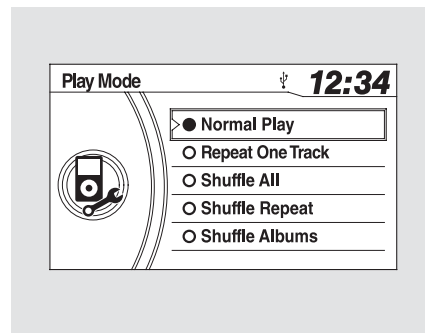 Play Mode 12:34
Normal Play
Repeat One Track
Shuffle All
Shuffle Repeat
Shuffle Albums